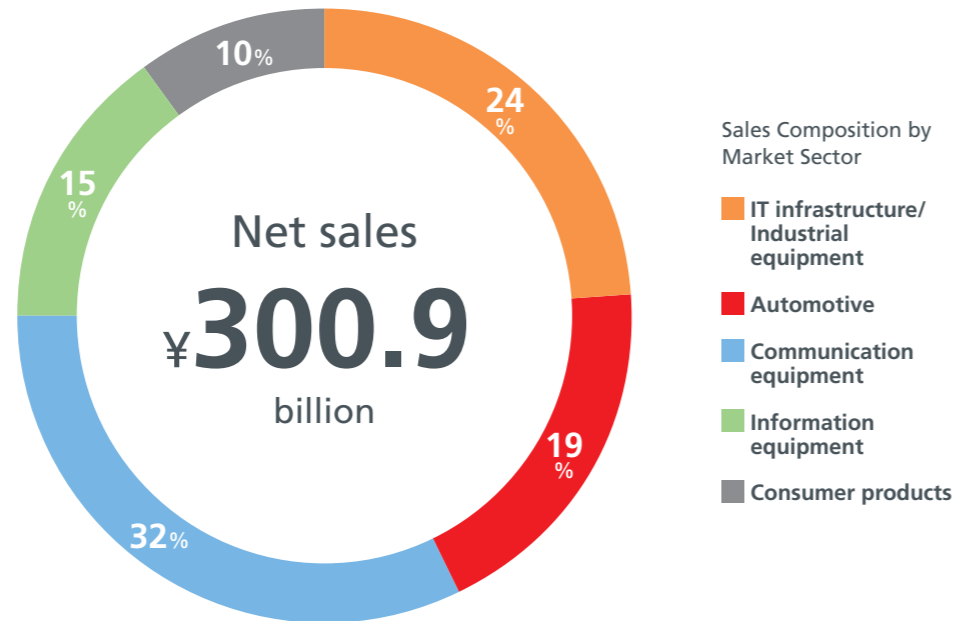 10%
24
%
15
%
19
%
32%
Net sales
¥300.9
billion
Sales Composition by
Market Sector
IT infrastructure/
Industrial
equipment
Automotive
Communication
equipment
Information
equipment
Consumer products